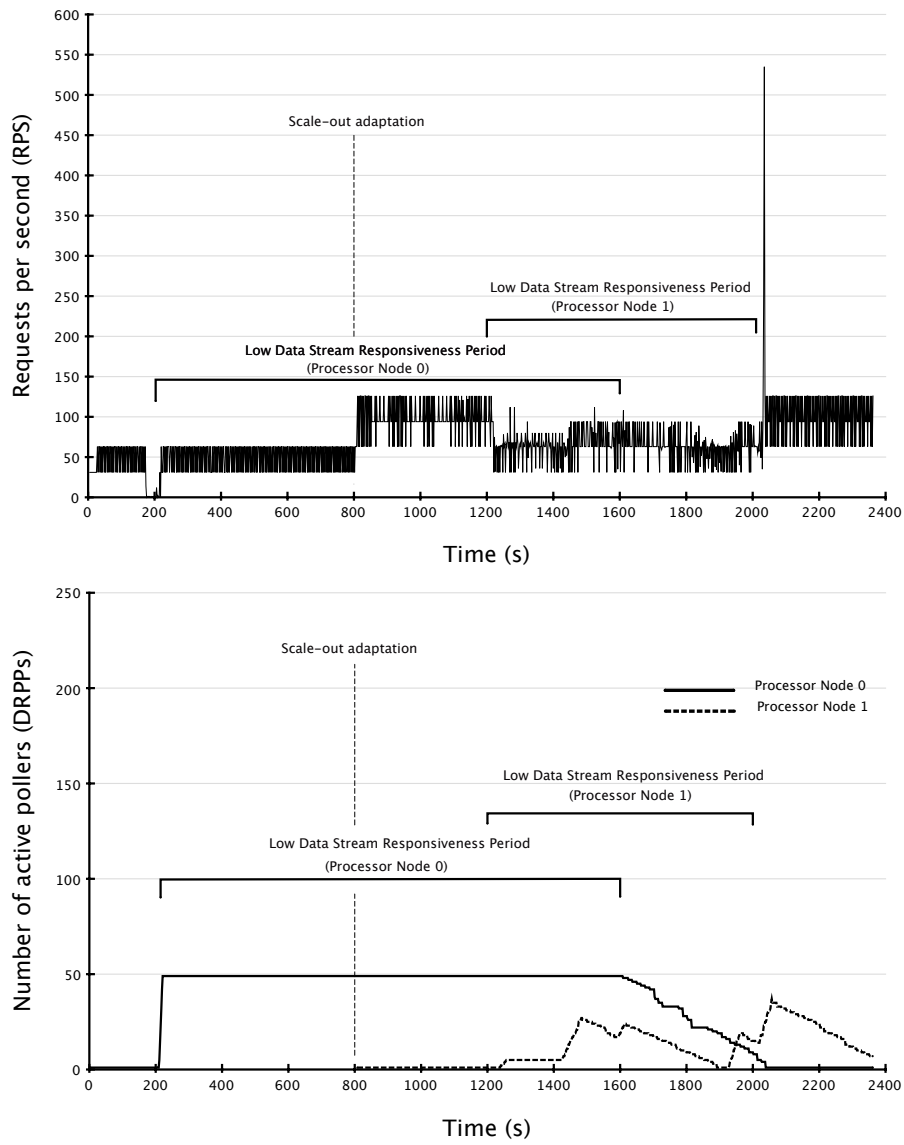 600
550
500
450
400
350
300
250
200
150
100
50
0
Requests per second (RPS)
Scale-out adaptation
Low Data Stream Responsiveness Period
(Processor Node 1)
Low Data Stream Responsiveness Period
(Processor Node 0)
0 200 400 600 800 1000 1200 1400 1600 1800 2000 2200 2400
Time (s)
250
200
150
100
50
0
Number of active pollers (DRPPs)
Scale-out adaptation
Processor Node 0
Processor Node 1
Low Data Stream Responsiveness Period
(Processor Node 1)
Low Data Stream Responsiveness Period
(Processor Node 0)
0 200 400 600 800 1000 1200 1400 1600 1800 2000 2200 2400
Time (s)